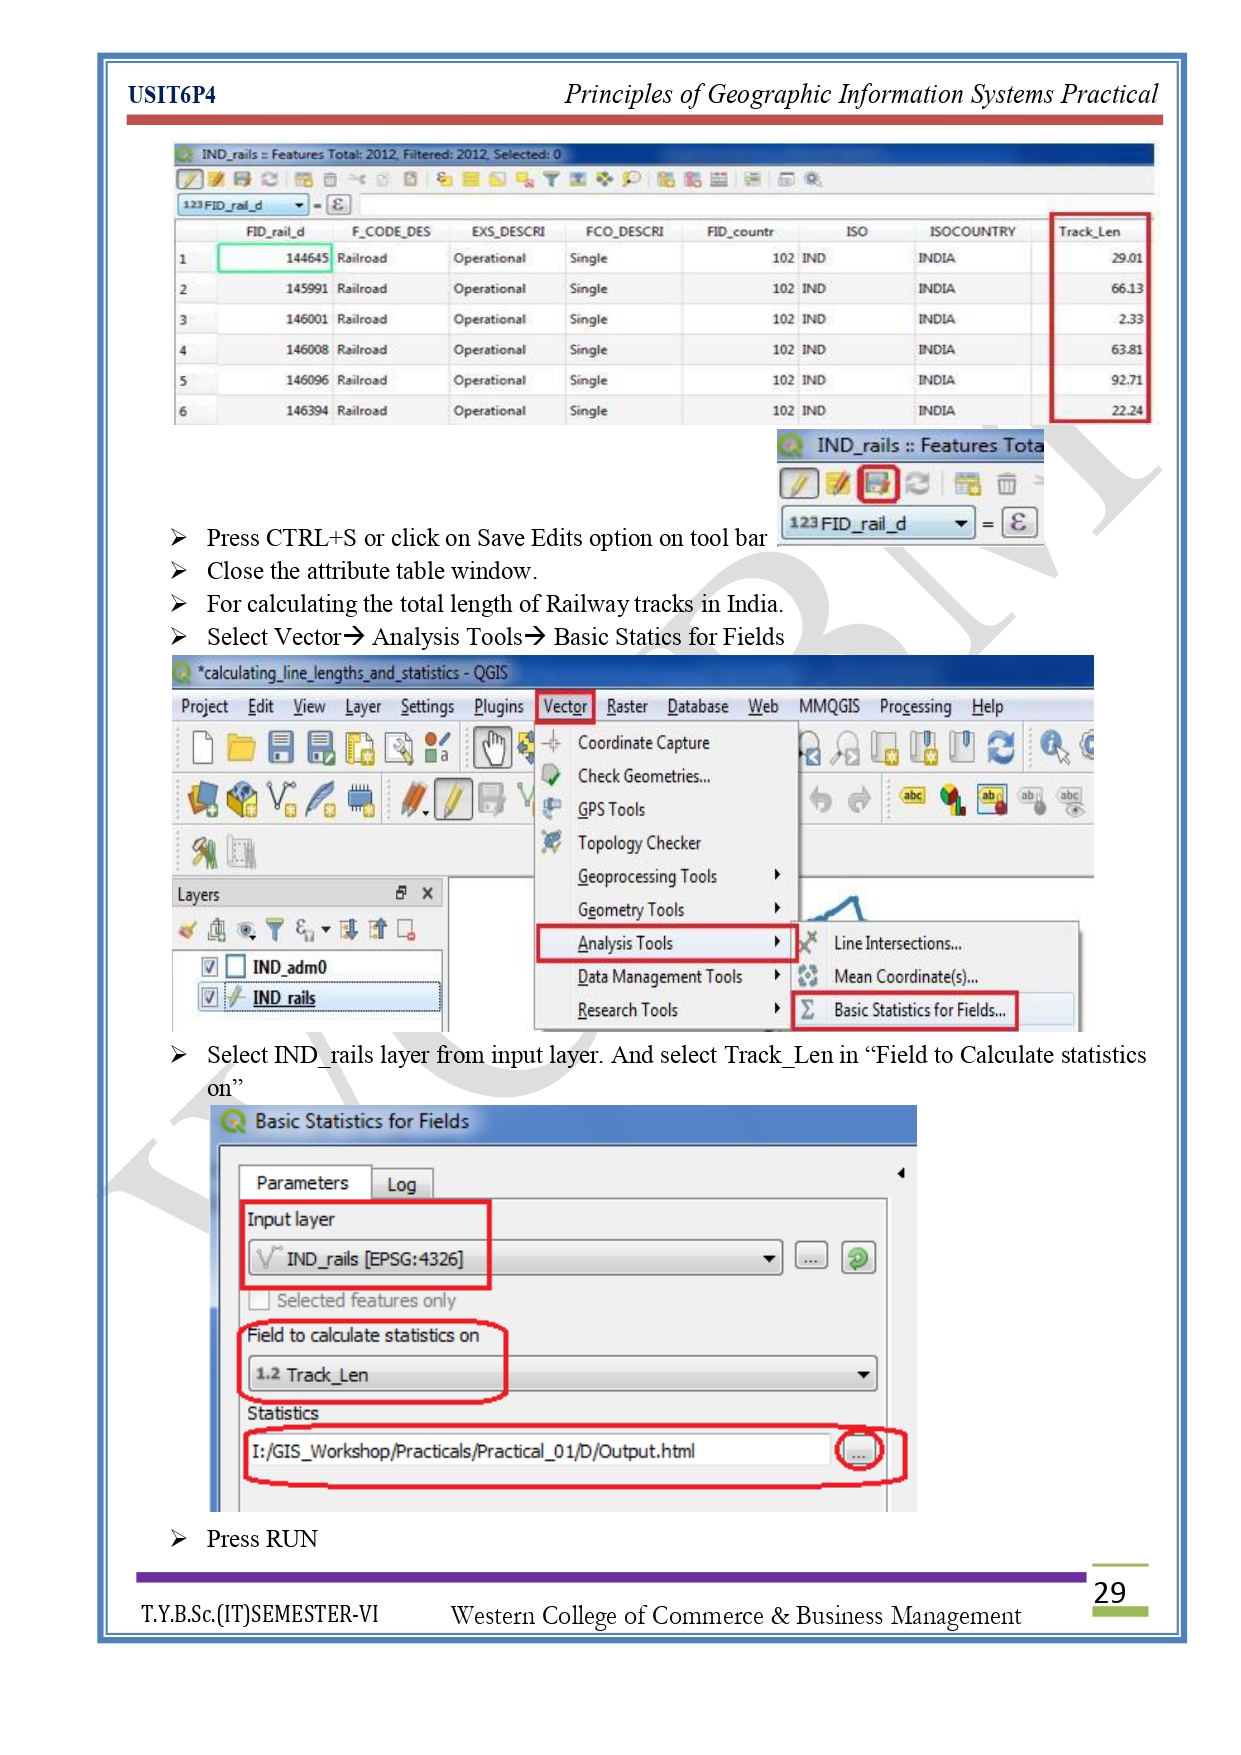 USIT6P4 Principles of Geographic Information Systems Practical
IND_rails :: Features Total: 2012, Filtered: 2012, Selected: 0
123 FID_rail_d = ε
FID_rail_d F_CODE_DES EXS_DESCRI FCO_DESCRI FID_countr ISO ISOCOUNTRY Track_Len
1 144645 Railroad Operational Single 102 IND INDIA 29.01
2 145991 Railroad Operational Single 102 IND INDIA 66.13
3 146001 Railroad Operational Single 102 IND INDIA 2.33
4 146008 Railroad Operational Single 102 IND INDIA 63.81
5 146096 Railroad Operational Single 102 IND INDIA 92.71
6 146394 Railroad Operational Single 102 IND INDIA 22.24
IND_rails :: Features Tota
123 FID_rail_d = ε
➢ Press CTRL+S or click on Save Edits option on tool bar
➢ Close the attribute table window.
➢ For calculating the total length of Railway tracks in India.
➢ Select Vector→ Analysis Tools→ Basic Statics for Fields
*calculating_line_lengths_and_statistics - QGIS
Project Edit View Layer Settings Plugins Vector Raster Database Web MMQGIS Processing Help
Coordinate Capture
Check Geometries...
GPS Tools
Topology Checker
Geoprocessing Tools
Geometry Tools
Analysis Tools
Data Management Tools
Research Tools
Line Intersections...
Mean Coordinate(s)...
Basic Statistics for Fields...
Layers
IND_adm0
IND_rails
➢ Select IND_rails layer from input layer. And select Track_Len in “Field to Calculate statistics
on”
Basic Statistics for Fields
Parameters Log
Input layer
IND_rails [EPSG:4326] ...
Selected features only
Field to calculate statistics on
1.2 Track_Len
Statistics
I:/GIS_Workshop/Practicals/Practical_01/D/Output.html ...
➢ Press RUN
29
T.Y.B.Sc.(IT)SEMESTER-VI Western College of Commerce & Business Management